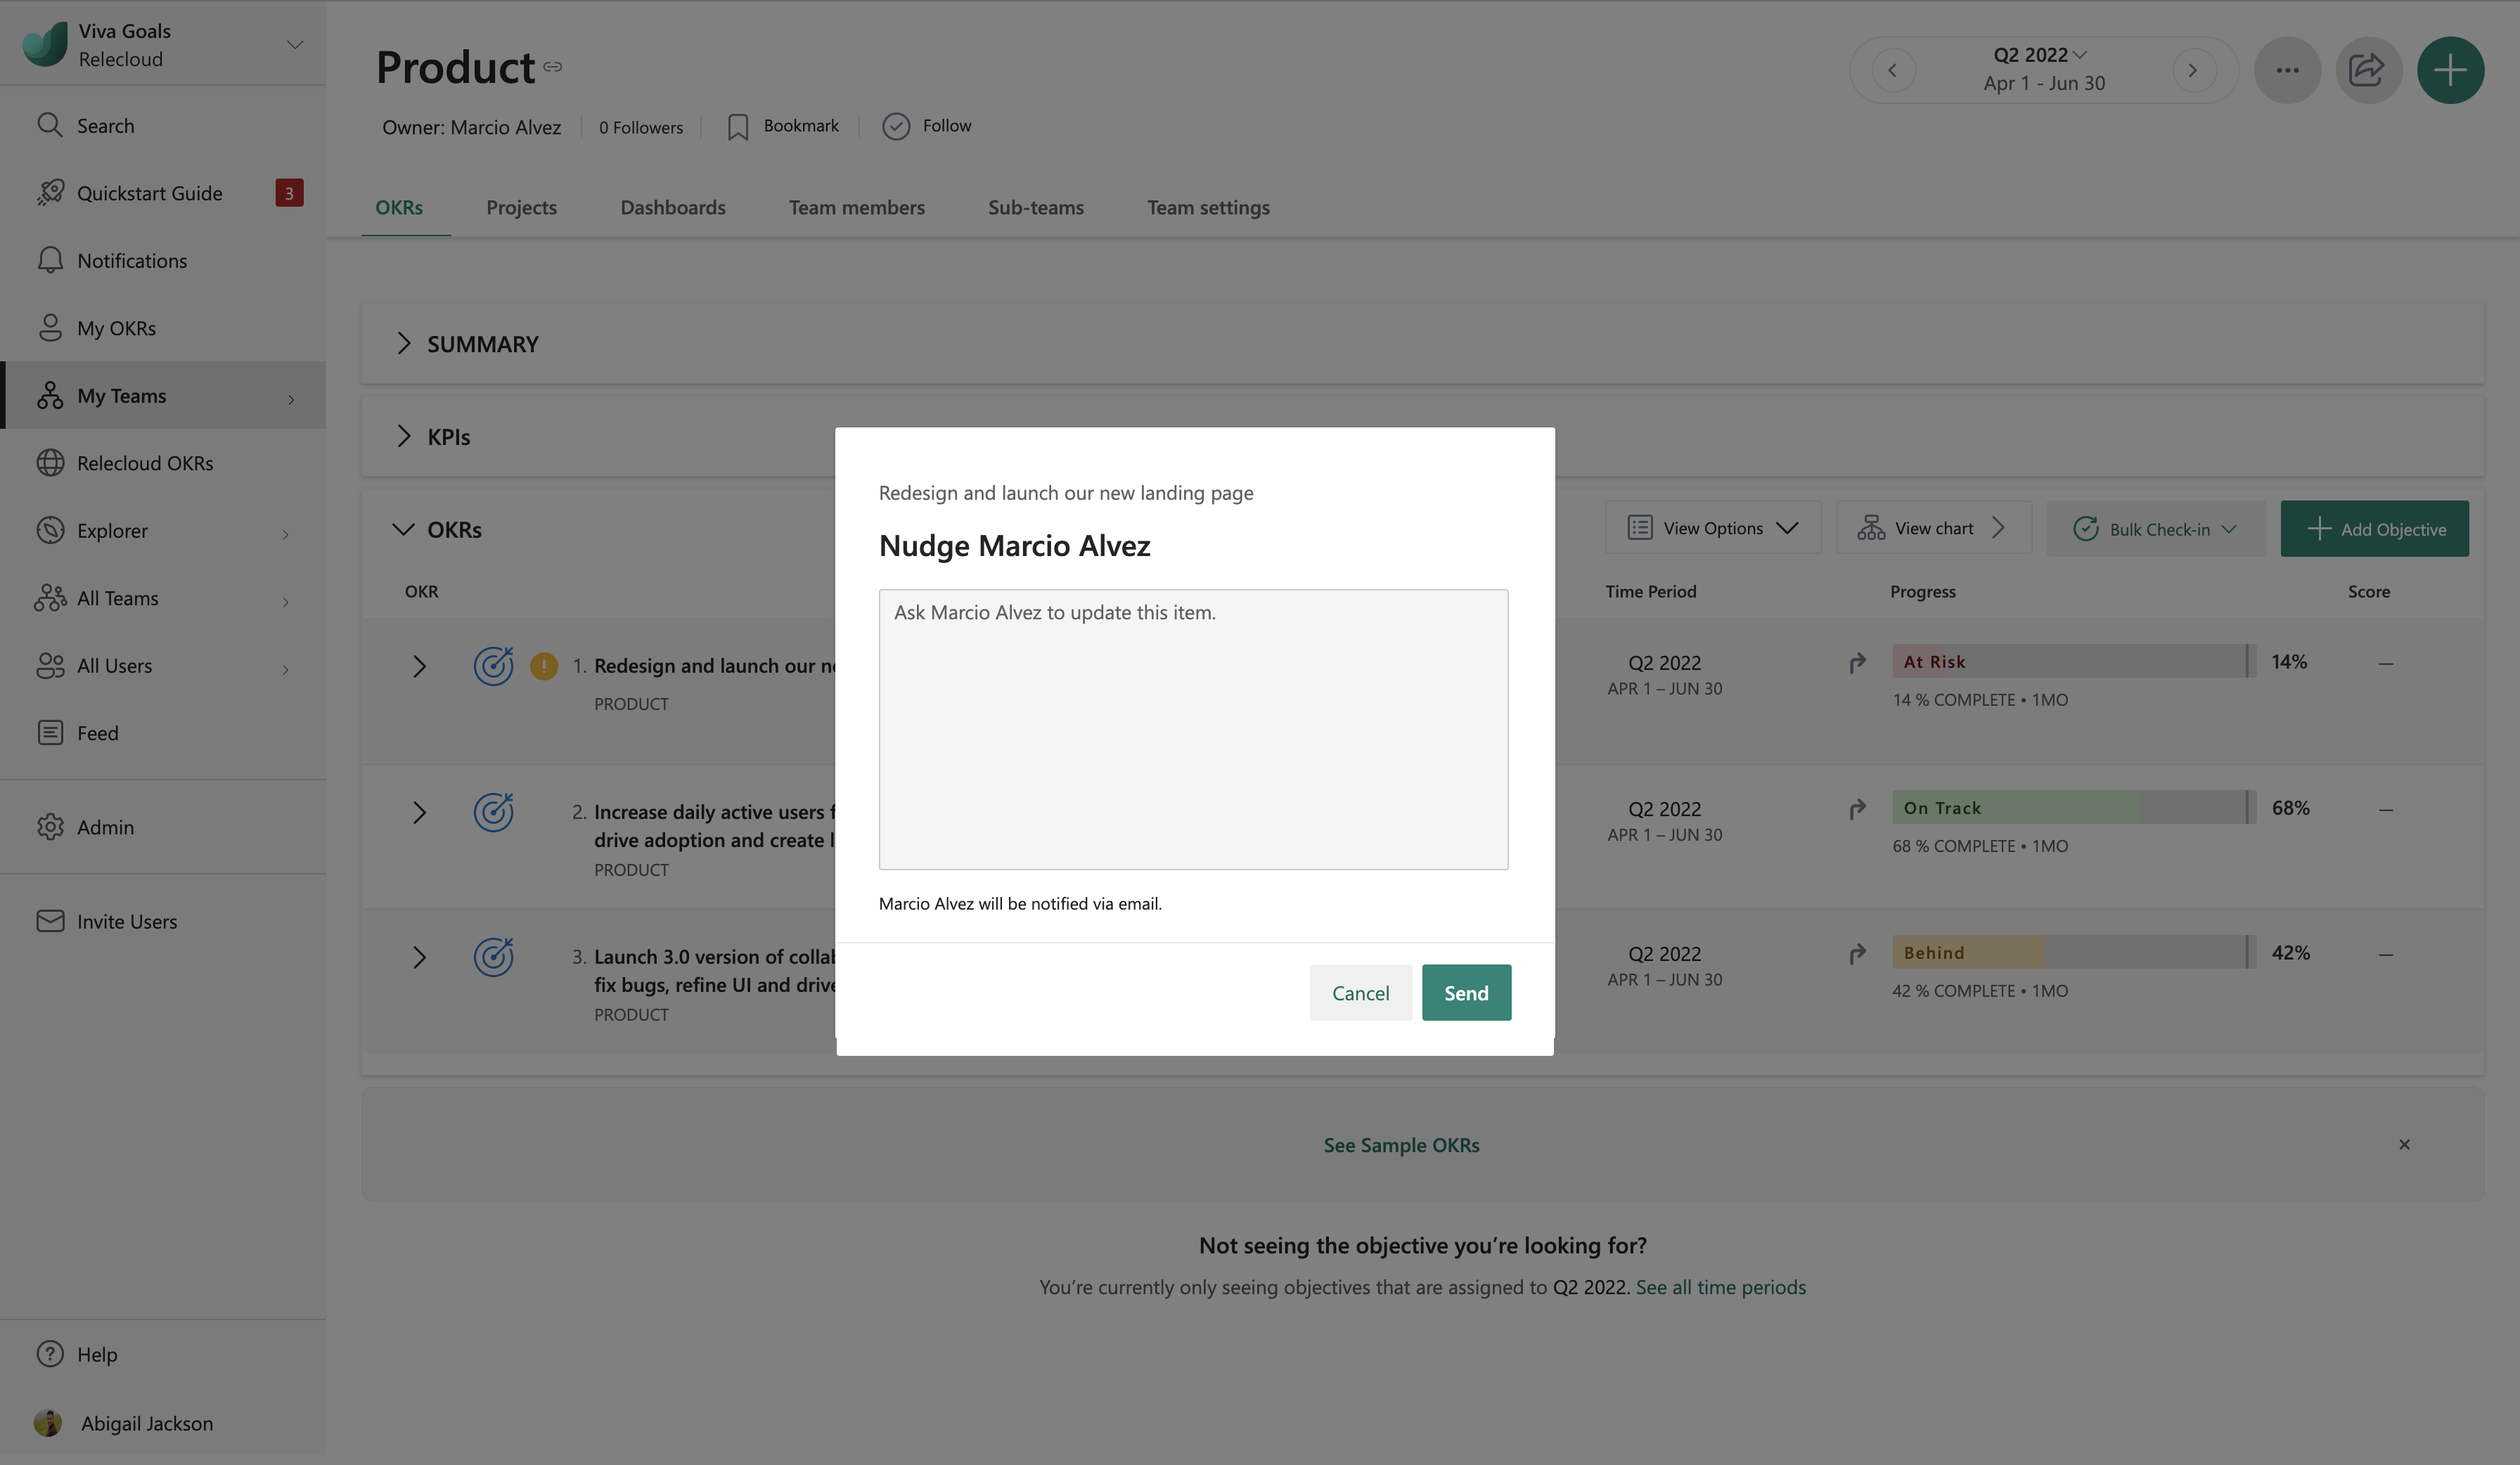 Viva Goals
Relecloud
Search
Quickstart Guide 3
Notifications
My OKRs
My Teams
Relecloud OKRs
Explorer
All Teams
All Users
Feed
Admin
Invite Users
Help
Abigail Jackson
Product
Q2 2022
Apr 1 - Jun 30
Owner: Marcio Alvez 0 Followers Bookmark Follow
OKRs Projects Dashboards Team members Sub-teams Team settings
SUMMARY
KPIs
OKRs View Options View chart Bulk Check-in Add Objective
OKR Time Period Progress Score
1. Redesign and launch our
PRODUCT
Q2 2022
APR 1 – JUN 30
At Risk 14% —
14 % COMPLETE • 1MO
2. Increase daily active users
drive adoption and create
PRODUCT
Q2 2022
APR 1 – JUN 30
On Track 68% —
68 % COMPLETE • 1MO
3. Launch 3.0 version of
fix bugs, refine UI and
PRODUCT
Q2 2022
APR 1 – JUN 30
Behind 42% —
42 % COMPLETE • 1MO
Redesign and launch our new landing page
Nudge Marcio Alvez
Ask Marcio Alvez to update this item.
Marcio Alvez will be notified via email.
Cancel Send
See Sample OKRs
Not seeing the objective you’re looking for?
You’re currently only seeing objectives that are assigned to Q2 2022. See all time periods